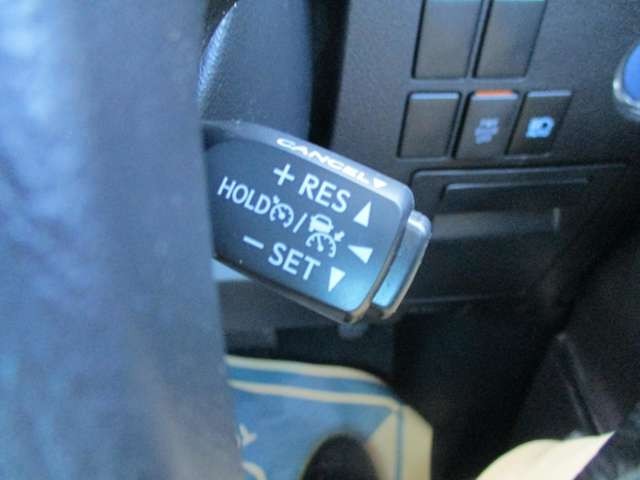 CANCEL
+ RES
HOLD /
- SET